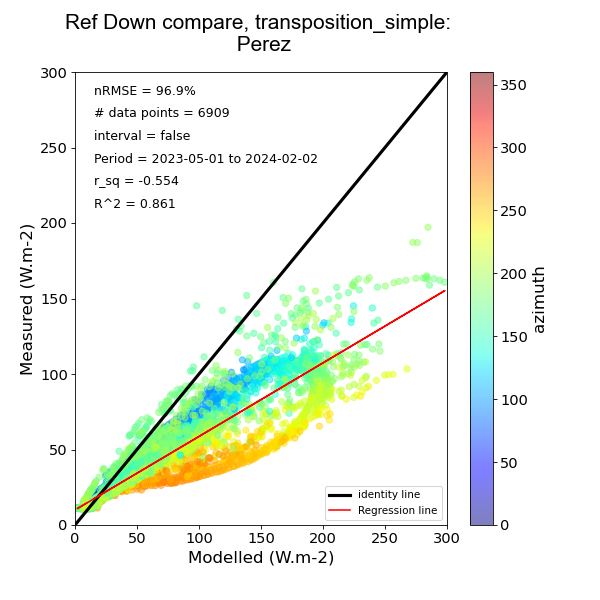 Ref Down compare, transposition_simple:
Perez
nRMSE = 96.9%
# data points = 6909
interval = false
Period = 2023-05-01 to 2024-02-02
r_sq = -0.554
R^2 = 0.861
300
250
200
150
100
50
0
Measured (W.m-2)
0 50 100 150 200 250 300
Modelled (W.m-2)
identity line
Regression line
350
300
250
200
150
100
50
0
azimuth